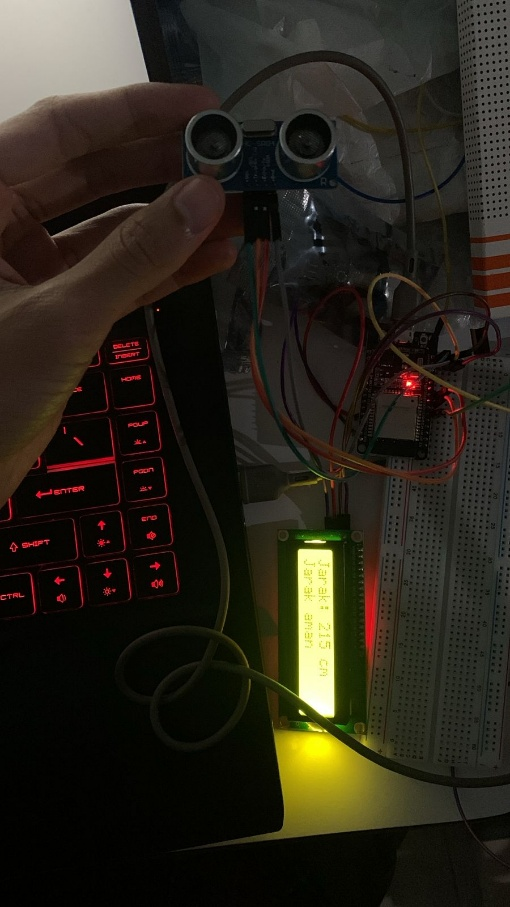 Jarak: 215 cm
Jarak aman
DELETE
INSERT
HOME
PGUP
PGDN
ENTER
END
SHIFT
CTRL